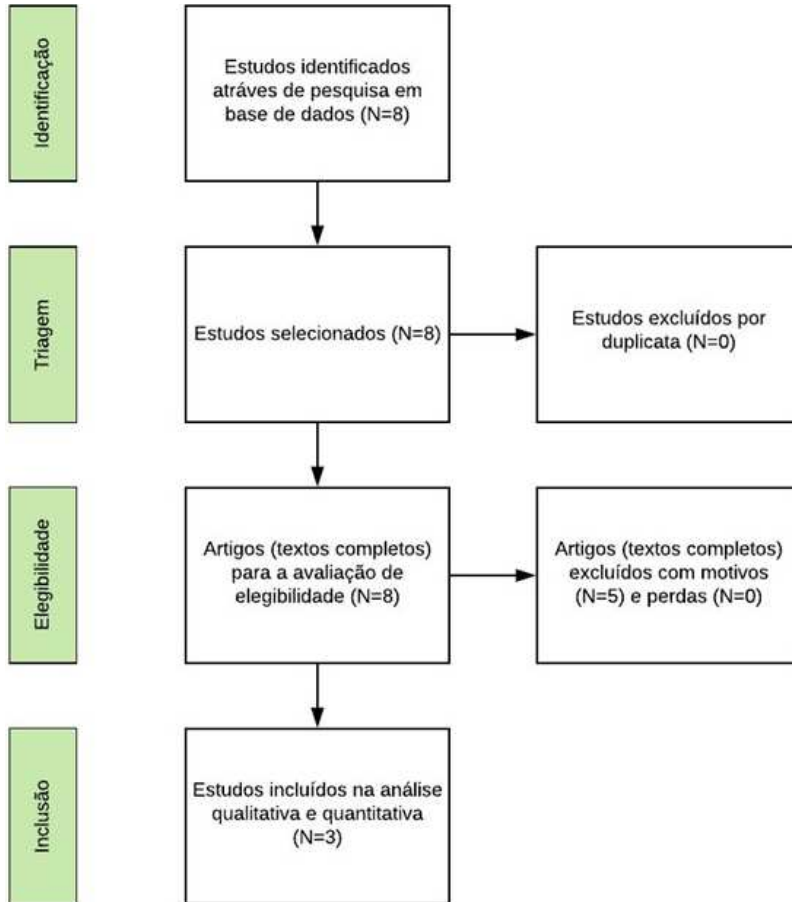 Identificação
Estudos identificados
atráves de pesquisa em
base de dados (N=8)
Triagem
Estudos selecionados (N=8)
Estudos excluídos por
duplicata (N=0)
Elegibilidade
Artigos (textos completos)
para a avaliação de
elegibilidade (N=8)
Artigos (textos completos)
excluídos com motivos
(N=5) e perdas (N=0)
Inclusão
Estudos incluídos na análise
qualitativa e quantitativa
(N=3)